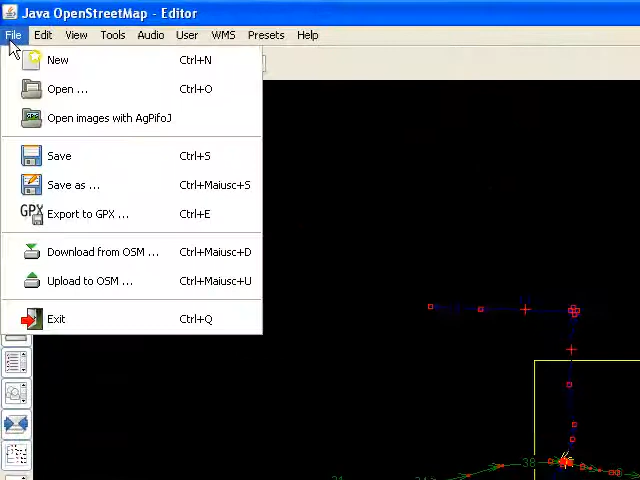 Java OpenStreetMap - Editor
File Edit View Tools Audio User WMS Presets Help
New Ctrl+N
Open ... Ctrl+O
Open images with AgPifoJ
Save Ctrl+S
Save as ... Ctrl+Maiusc+S
GPX Export to GPX ... Ctrl+E
Download from OSM ... Ctrl+Maiusc+D
Upload to OSM ... Ctrl+Maiusc+U
Exit Ctrl+Q
38